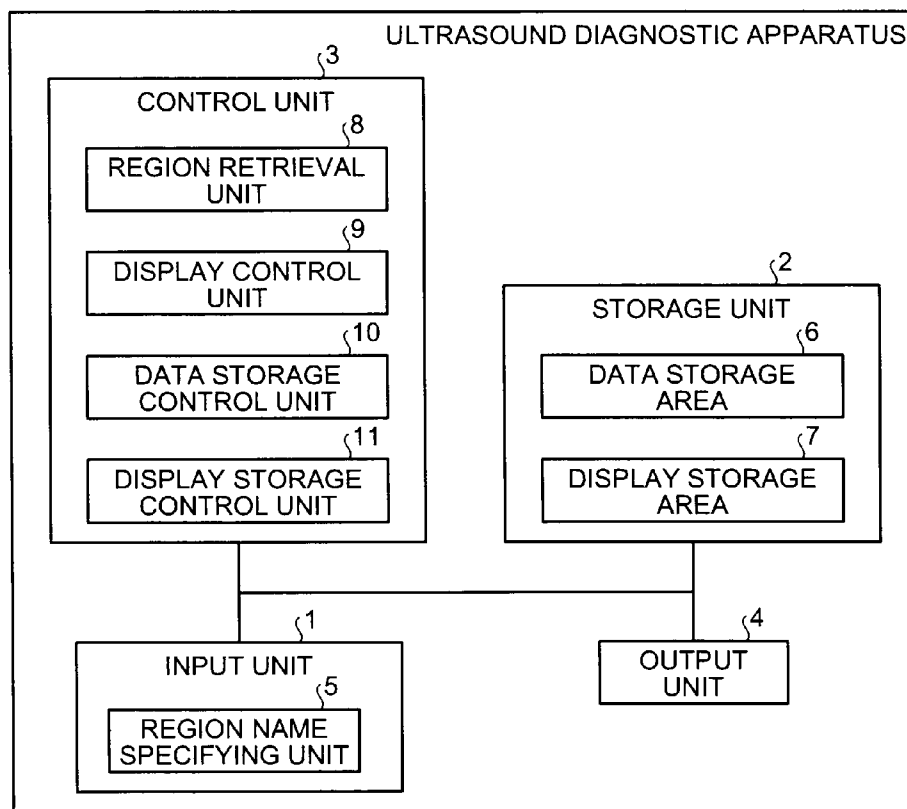 ULTRASOUND DIAGNOSTIC APPARATUS
3
CONTROL UNIT
8
REGION RETRIEVAL
UNIT
9
DISPLAY CONTROL
UNIT
10
DATA STORAGE
CONTROL UNIT
11
DISPLAY STORAGE
CONTROL UNIT
2
STORAGE UNIT
6
DATA STORAGE
AREA
7
DISPLAY STORAGE
AREA
1
INPUT UNIT
5
REGION NAME
SPECIFYING UNIT
4
OUTPUT
UNIT